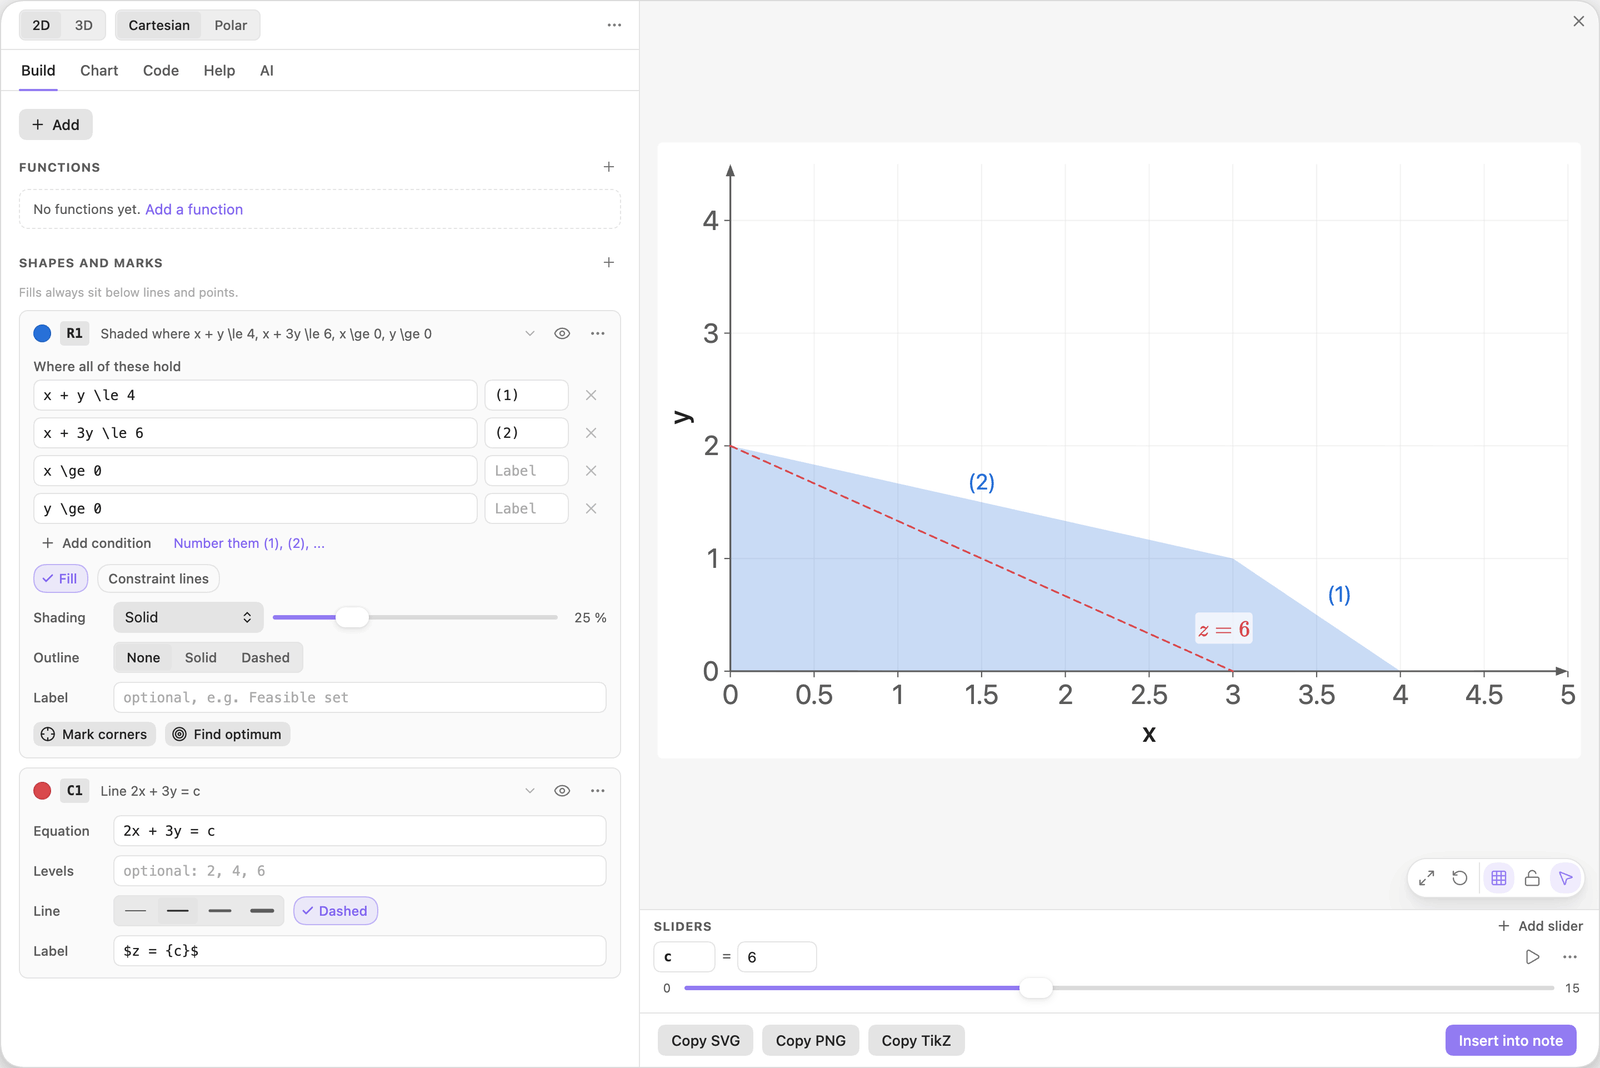 2D 3D Cartesian Polar
Build Chart Code Help AI
+ Add
FUNCTIONS
No functions yet. Add a function
SHAPES AND MARKS
Fills always sit below lines and points.
R1 Shaded where x + y \le 4, x + 3y \le 6, x \ge 0, y \ge 0
Where all of these hold
x + y \le 4 (1)
x + 3y \le 6 (2)
x \ge 0 Label
y \ge 0 Label
+ Add condition Number them (1), (2), ...
Fill Constraint lines
Shading Solid 25 %
Outline None Solid Dashed
Label optional, e.g. Feasible set
Mark corners Find optimum
C1 Line 2x + 3y = c
Equation 2x + 3y = c
Levels optional: 2, 4, 6
Line Dashed
Label $z = {c}$
4
3
y
2
(2)
1
(1)
z = 6
0
0 0.5 1 1.5 2 2.5 3 3.5 4 4.5 5
x
SLIDERS + Add slider
c = 6
0 15
Copy SVG Copy PNG Copy TikZ Insert into note